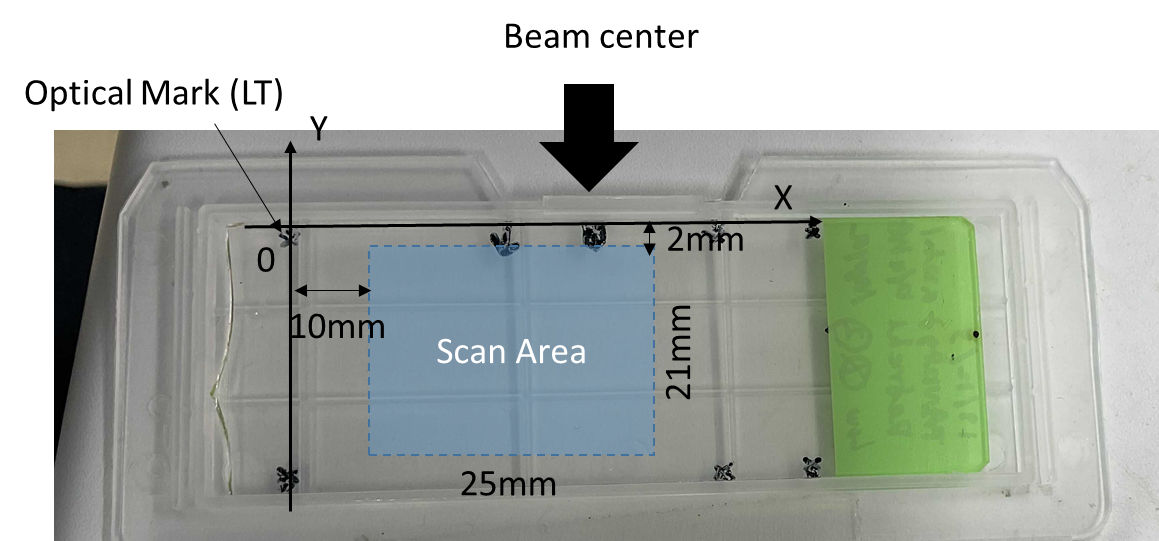 Beam center
Optical Mark (LT)
Y
X
0
2mm
10mm
Scan Area
21mm
25mm